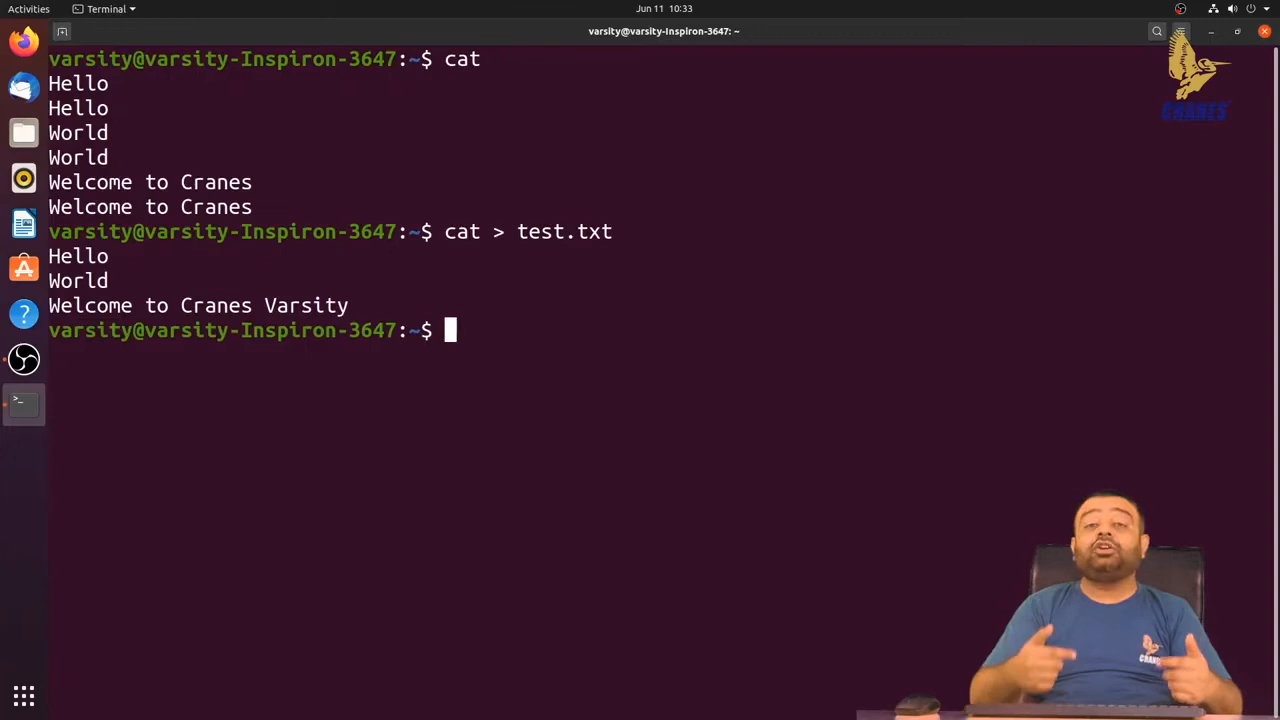 Activities
Terminal
Jun 11 10:33
varsity@varsity-Inspiron-3647: ~
varsity@varsity-Inspiron-3647:~$ cat
Hello
Hello
World
World
Welcome to Cranes
Welcome to Cranes
varsity@varsity-Inspiron-3647:~$ cat > test.txt
Hello
World
Welcome to Cranes Varsity
varsity@varsity-Inspiron-3647:~$
CRANES
?
>_
CRANES